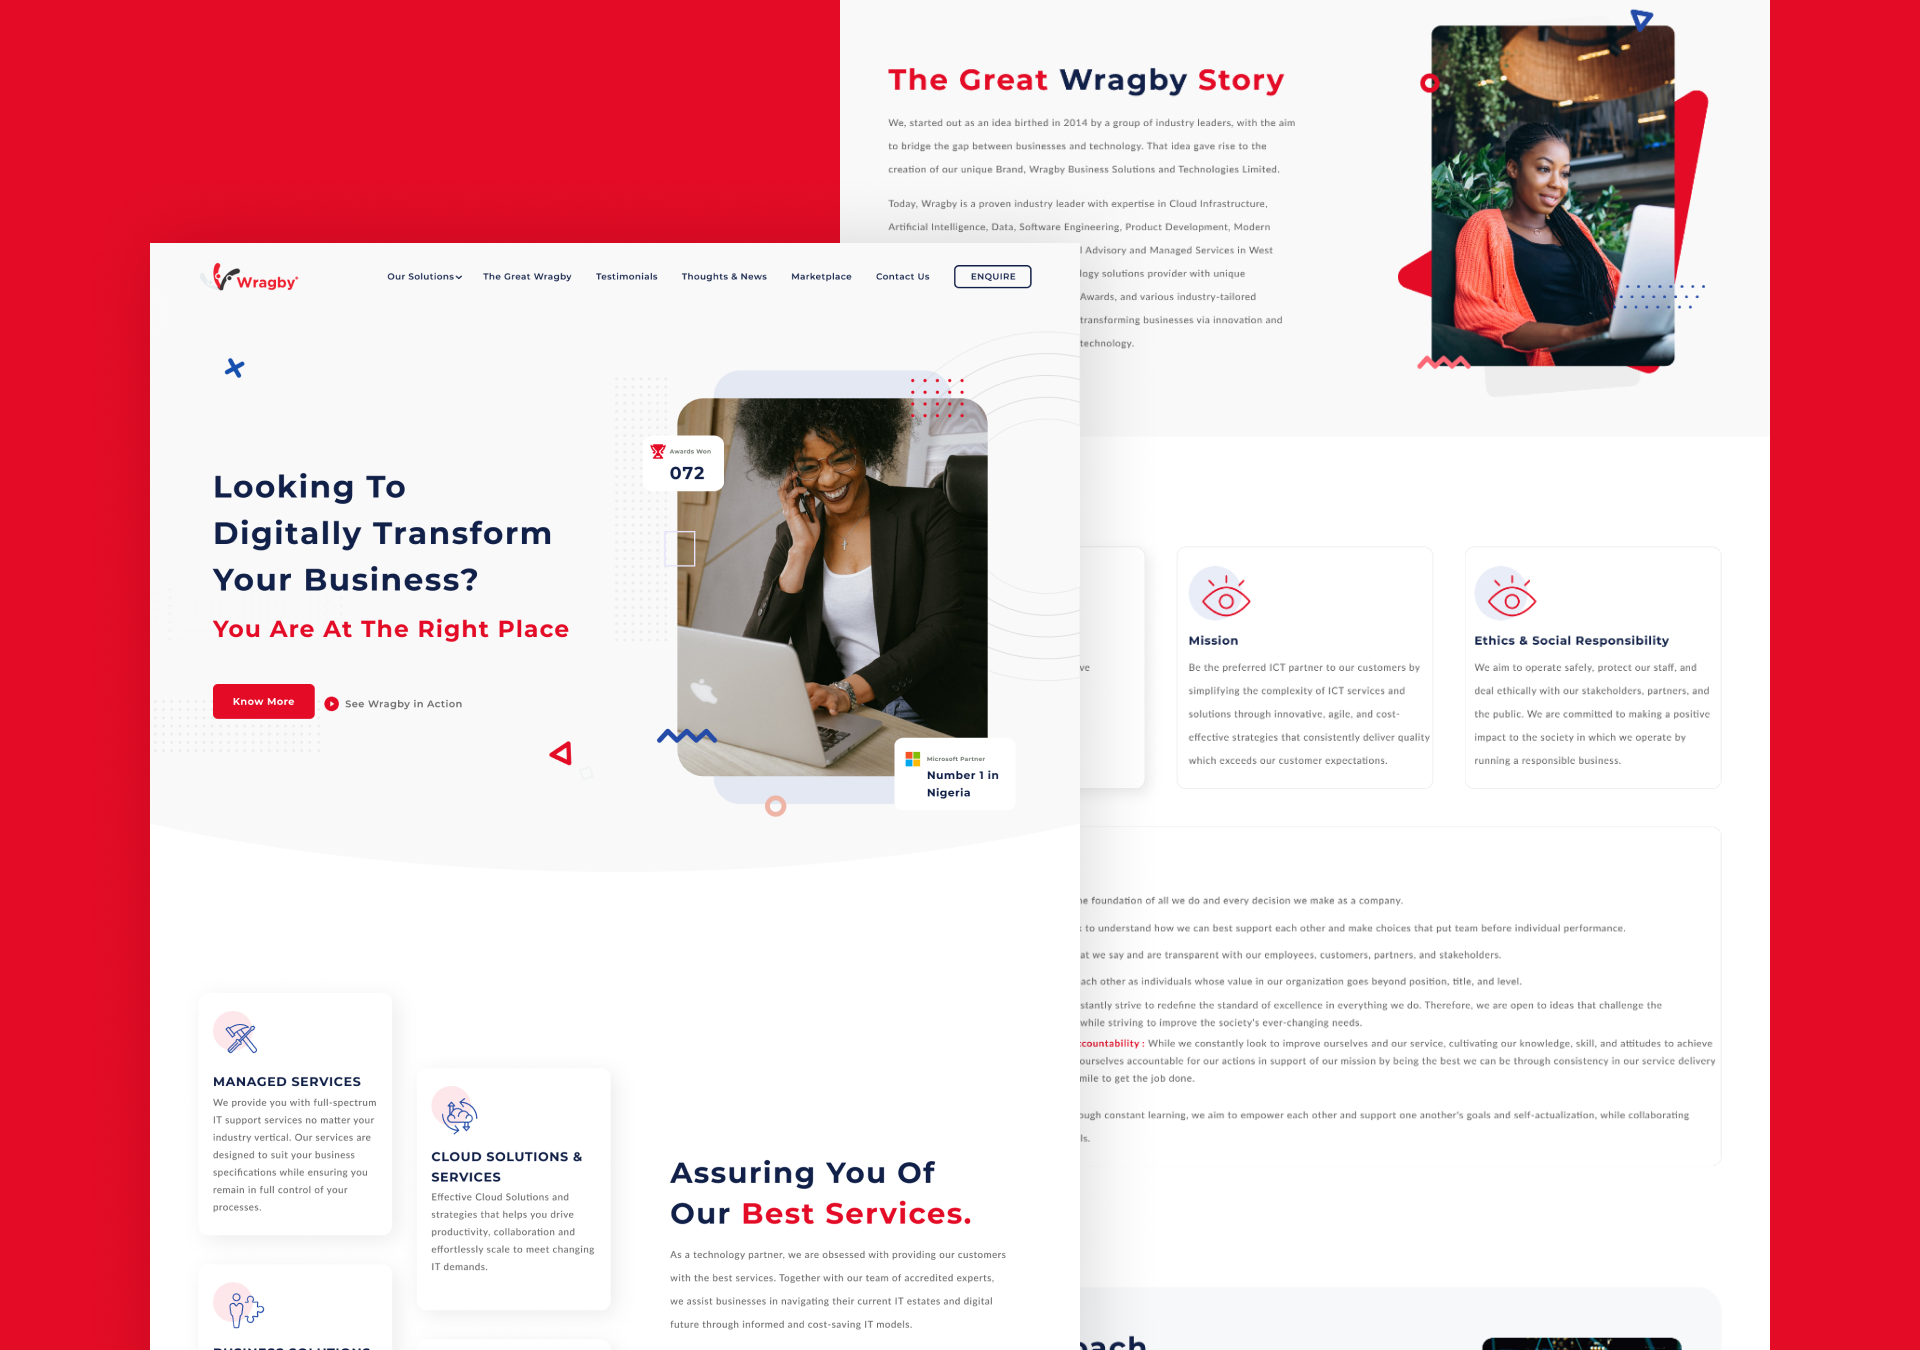 The Great Wragby Story
We, started out as an idea birthed in 2014 by a group of industry leaders, with the aim
to bridge the gap between businesses and technology. That idea gave rise to the
creation of our unique Brand, Wragby Business Solutions and Technologies Limited.
Today, Wragby is a proven industry leader with expertise in Cloud Infrastructure,
Artificial Intelligence, Data, Software Engineering, Product Development, Modern
Advisory and Managed Services in West
solutions provider with unique
Awards, and various industry-tailored
transforming businesses via innovation and
technology.
Wragby
Our Solutions
The Great Wragby
Testimonials
Thoughts & News
Marketplace
Contact Us
ENQUIRE
Looking To
Digitally Transform
Your Business?
You Are At The Right Place
Know More
See Wragby in Action
Awards Won
072
Microsoft Partner
Number 1 in
Nigeria
Mission
Be the preferred ICT partner to our customers by
simplifying the complexity of ICT services and
solutions through innovative, agile, and cost-
effective strategies that consistently deliver quality
which exceeds our customer expectations.
Ethics & Social Responsibility
We aim to operate safely, protect our staff, and
deal ethically with our stakeholders, partners, and
the public. We are committed to making a positive
impact to the society in which we operate by
running a responsible business.
foundation of all we do and every decision we make as a company.
to understand how we can best support each other and make choices that put team before individual performance.
at we say and are transparent with our employees, customers, partners, and stakeholders.
ach other as individuals whose value in our organization goes beyond position, title, and level.
stantly strive to redefine the standard of excellence in everything we do. Therefore, we are open to ideas that challenge the
while striving to improve the society's ever-changing needs.
countability : While we constantly look to improve ourselves and our service, cultivating our knowledge, skill, and attitudes to achieve
ourselves accountable for our actions in support of our mission by being the best we can be through consistency in our service delivery
mile to get the job done.
ough constant learning, we aim to empower each other and support one another's goals and self-actualization, while collaborating
ls.
MANAGED SERVICES
We provide you with full-spectrum
IT support services no matter your
industry vertical. Our services are
designed to suit your business
specifications while ensuring you
remain in full control of your
processes.
CLOUD SOLUTIONS &
SERVICES
Effective Cloud Solutions and
strategies that helps you drive
productivity, collaboration and
effortlessly scale to meet changing
IT demands.
Assuring You Of
Our Best Services.
As a technology partner, we are obsessed with providing our customers
with the best services. Together with our team of accredited experts,
we assist businesses in navigating their current IT estates and digital
future through informed and cost-saving IT models.